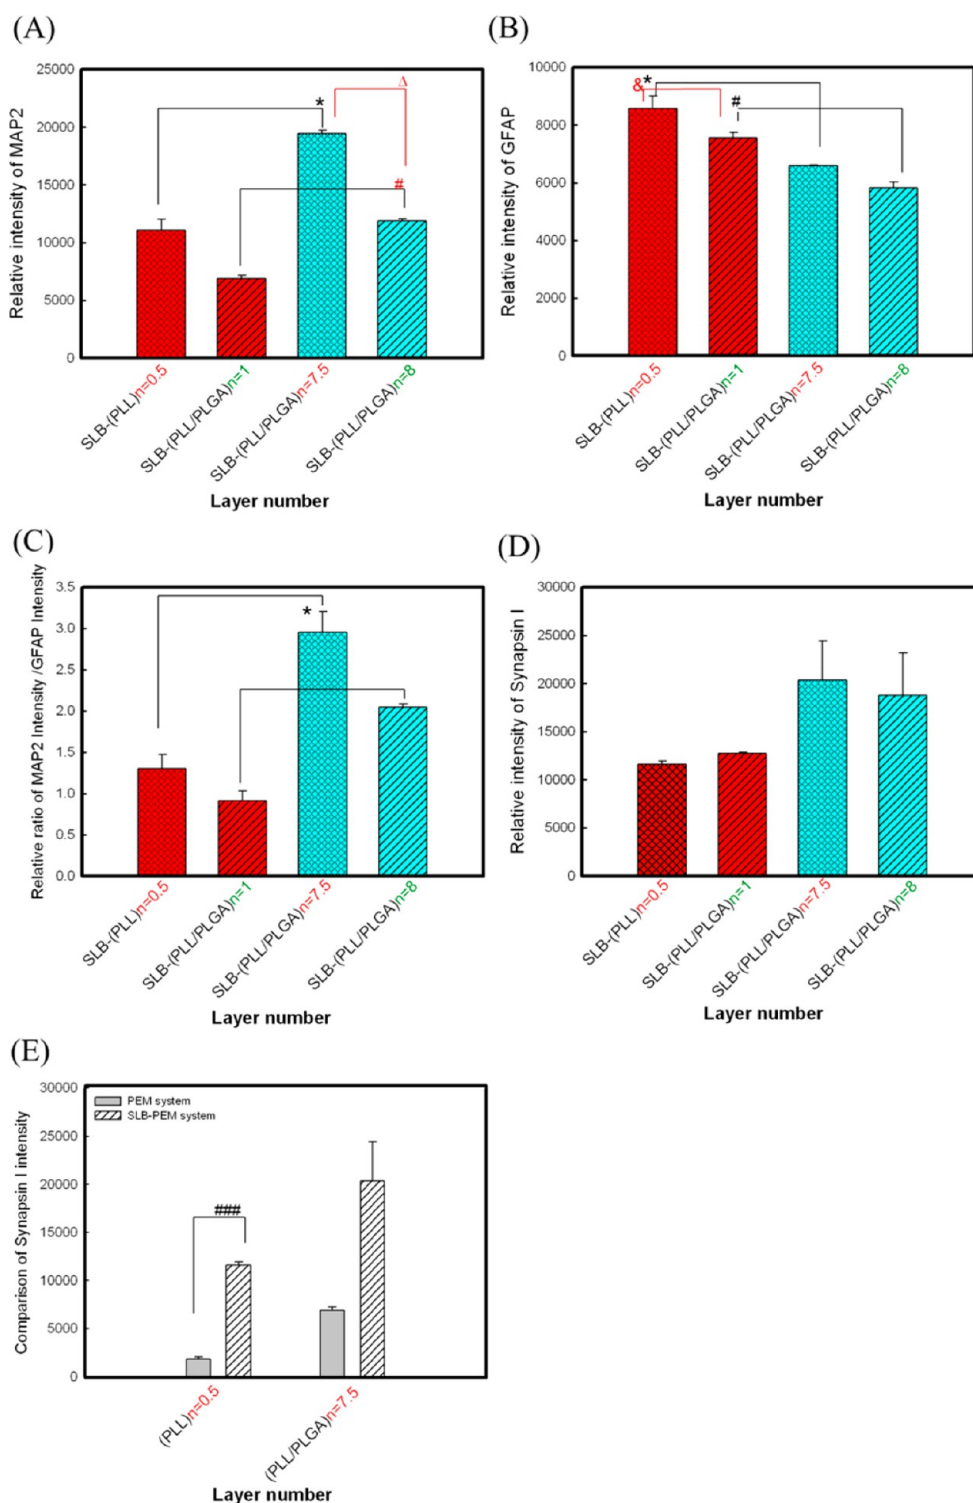 (A)
Relative intensity of MAP2
25000
20000
15000
10000
5000
0
*
Δ
#
SLB-(PLL)n=0.5
SLB-(PLL/PLGA)n=1
SLB-(PLL/PLGA)n=7.5
SLB-(PLL/PLGA)n=8
Layer number
(B)
Relative intensity of GFAP
10000
8000
6000
4000
2000
0
&*
#
SLB-(PLL)n=0.5
SLB-(PLL/PLGA)n=1
SLB-(PLL/PLGA)n=7.5
SLB-(PLL/PLGA)n=8
Layer number
(C)
Relative ratio of MAP2 Intensity /GFAP Intensity
3.5
3.0
2.5
2.0
1.5
1.0
0.5
0.0
*
SLB-(PLL)n=0.5
SLB-(PLL/PLGA)n=1
SLB-(PLL/PLGA)n=7.5
SLB-(PLL/PLGA)n=8
Layer number
(D)
Relative intensity of Synapsin I
30000
25000
20000
15000
10000
5000
0
SLB-(PLL)n=0.5
SLB-(PLL/PLGA)n=1
SLB-(PLL/PLGA)n=7.5
SLB-(PLL/PLGA)n=8
Layer number
(E)
Comparison of Synapsin I intensity
30000
25000
20000
15000
10000
5000
0
PEM system
SLB-PEM system
###
(PLL)n=0.5
(PLL/PLGA)n=7.5
Layer number